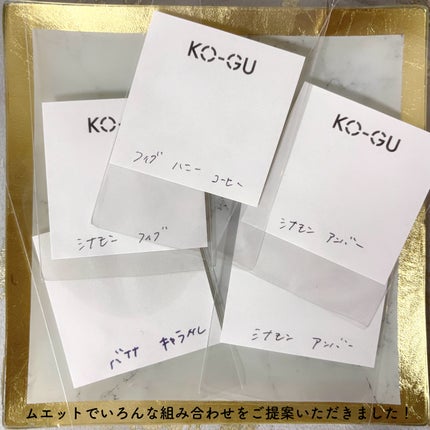 KO-GU
フィグ ハニー コーヒー
KO-G
シナモン フィグ
KO-GU
シナモン アンバー
バナナ キャラメル
シナモン アンバー
ムエットでいろんな組み合わせをご提案いただきました！